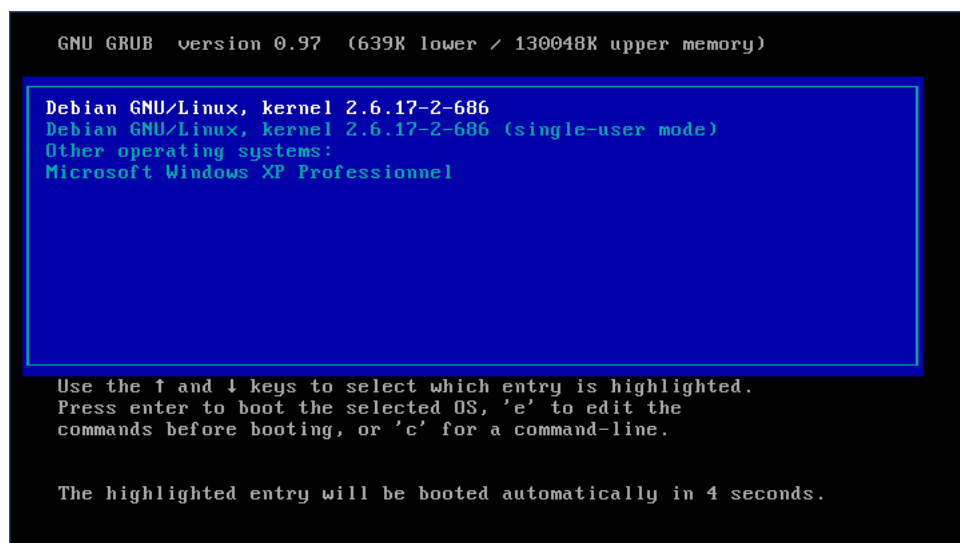 GNU GRUB  version 0.97  (639K lower / 130048K upper memory)
Debian GNU/Linux, kernel 2.6.17-2-686
Debian GNU/Linux, kernel 2.6.17-2-686 (single-user mode)
Other operating systems:
Microsoft Windows XP Professionnel
Use the ↑ and ↓ keys to select which entry is highlighted.
Press enter to boot the selected OS, 'e' to edit the
commands before booting, or 'c' for a command-line.
The highlighted entry will be booted automatically in 4 seconds.